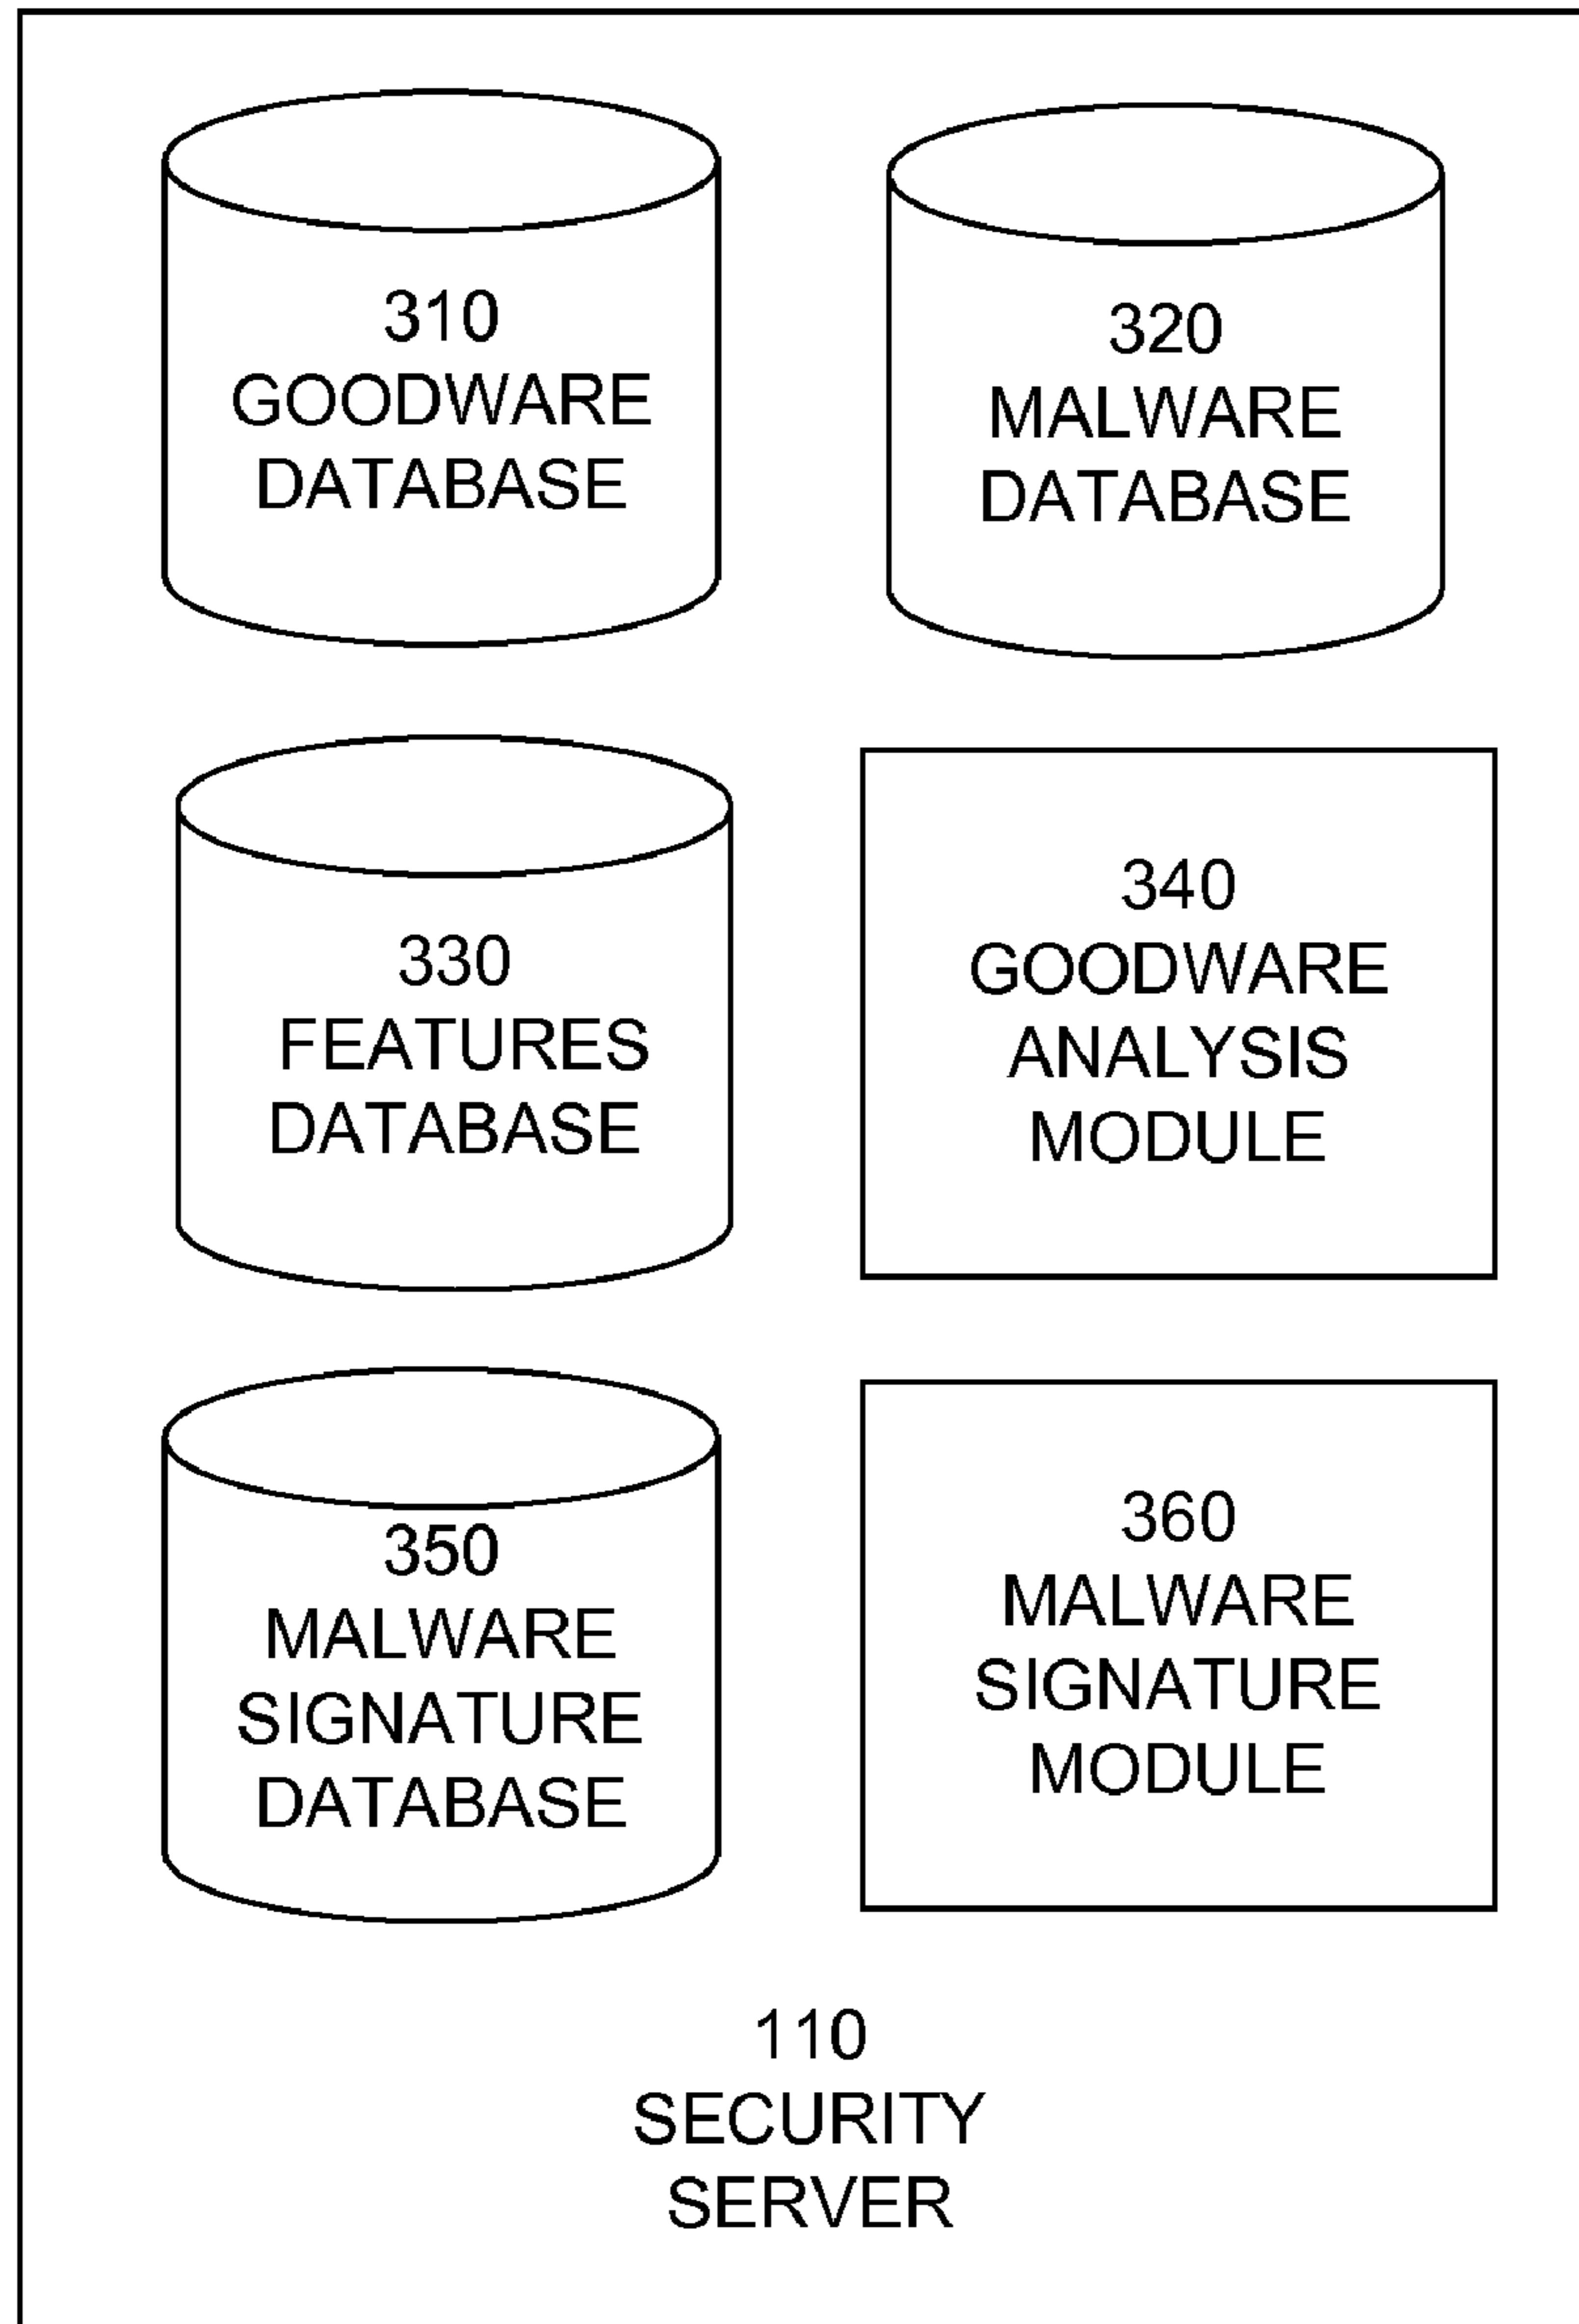 310
GOODWARE
DATABASE
320
MALWARE
DATABASE
330
FEATURES
DATABASE
340
GOODWARE
ANALYSIS
MODULE
350
MALWARE
SIGNATURE
DATABASE
360
MALWARE
SIGNATURE
MODULE
110
SECURITY
SERVER